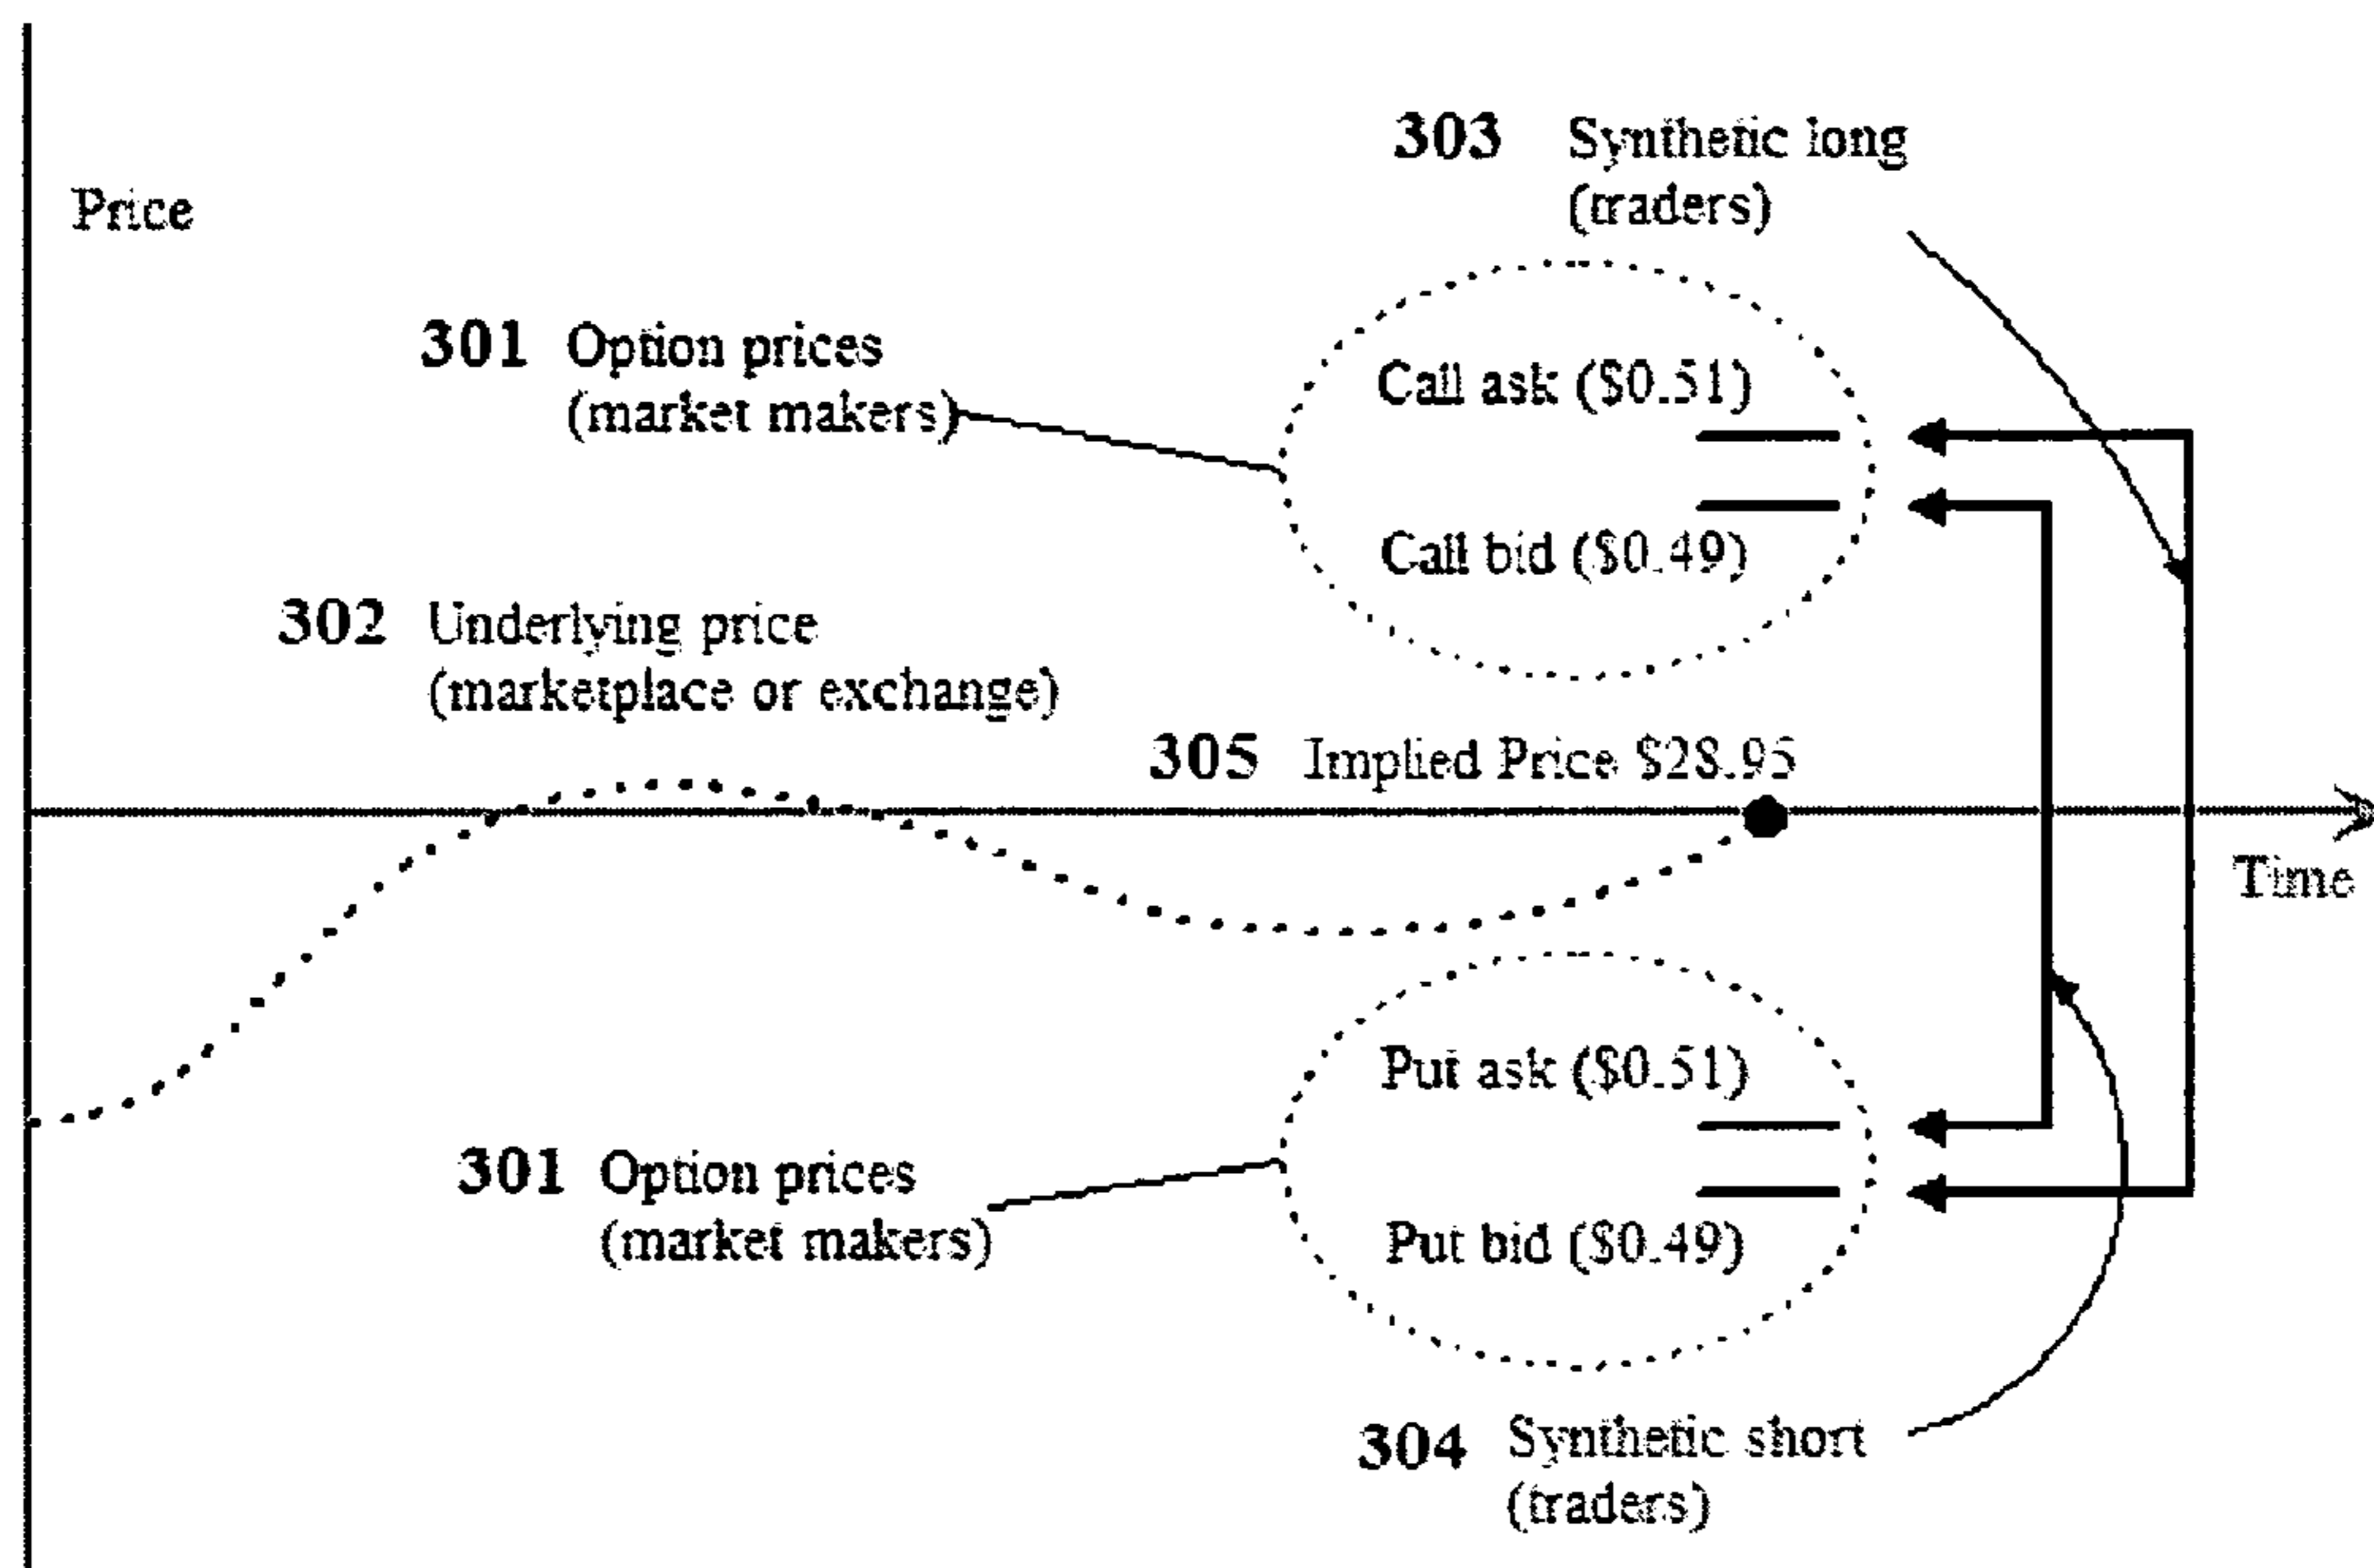 Price
303 Synthetic long
(traders)
301 Option prices
(market makers)
Call ask ($0.51)
Call bid ($0.49)
302 Underlying price
(marketplace or exchange)
305 Implied Price $28.95
Time
Put ask ($0.51)
301 Option prices
(market makers)
Put bid ($0.49)
304 Synthetic short
(traders)